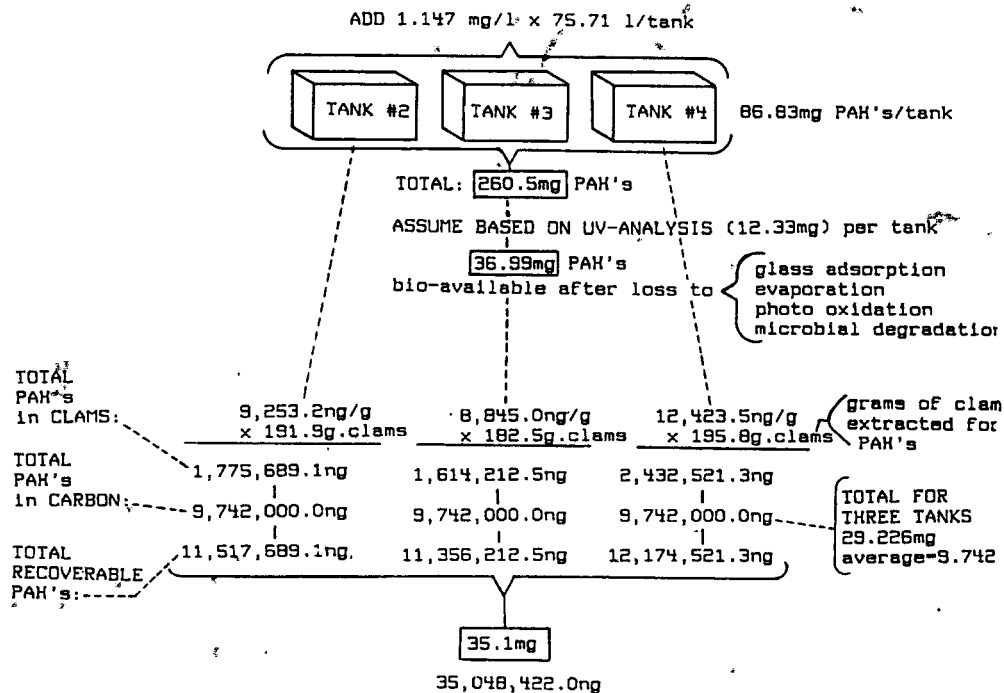 ADD 1.147 mg/l x 75.71 l/tank
TANK #2
TANK #3
TANK #4
86.83mg PAH's/tank
TOTAL: 260.5mg PAH's
ASSUME BASED ON UV-ANALYSIS (12.33mg) per tank
36.99mg PAH's
bio-available after loss to
glass adsorption
evaporation
photo oxidation
microbial degradation
TOTAL
PAH's
in CLAMS:
9,253.2ng/g
x 191.9g.clams
8,845.0ng/g
x 182.5g.clams
12,423.5ng/g
x 195.8g.clams
grams of clam
extracted for
PAH's
1,775,689.1ng
1,614,212.5ng
2,432,521.3ng
TOTAL
PAH's
in CARBON:
9,742,000.0ng
9,742,000.0ng
9,742,000.0ng
TOTAL FOR
THREE TANKS
29.226mg
average=9.742
TOTAL
RECOVERABLE
PAH's:
11,517,689.1ng
11,356,212.5ng
12,174,521.3ng
35.1mg
35,048,422.0ng